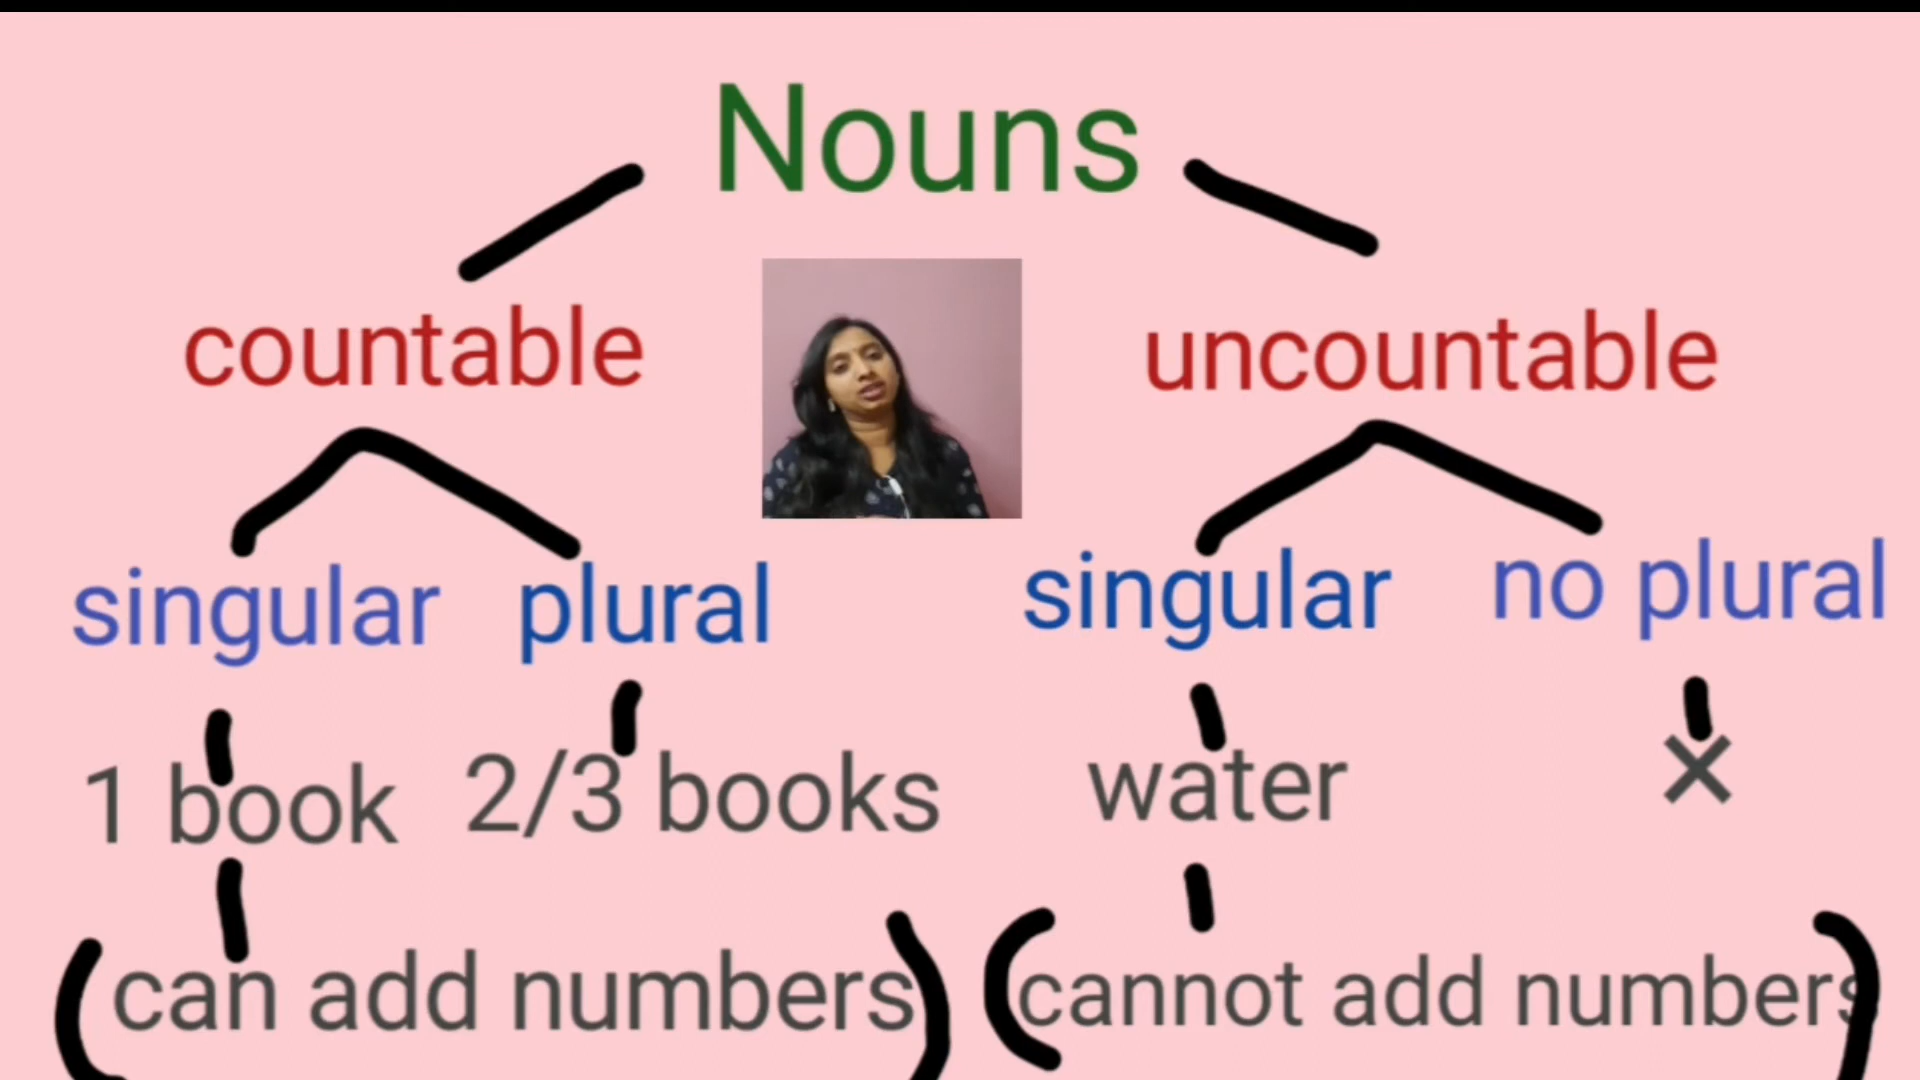 Nouns
countable uncountable
singular plural singular no plural
1 book 2/3 books water ×
can add numbers cannot add numbers